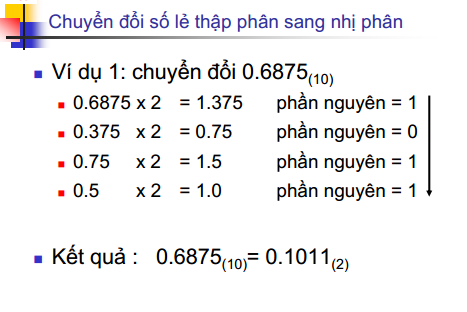 Chuyển đổi số lẻ thập phân sang nhị phân
Ví dụ 1: chuyển đổi 0.6875(10)
0.6875 x 2 = 1.375 phần nguyên = 1
0.375 x 2 = 0.75 phần nguyên = 0
0.75 x 2 = 1.5 phần nguyên = 1
0.5 x 2 = 1.0 phần nguyên = 1
Kết quả : 0.6875(10)= 0.1011(2)